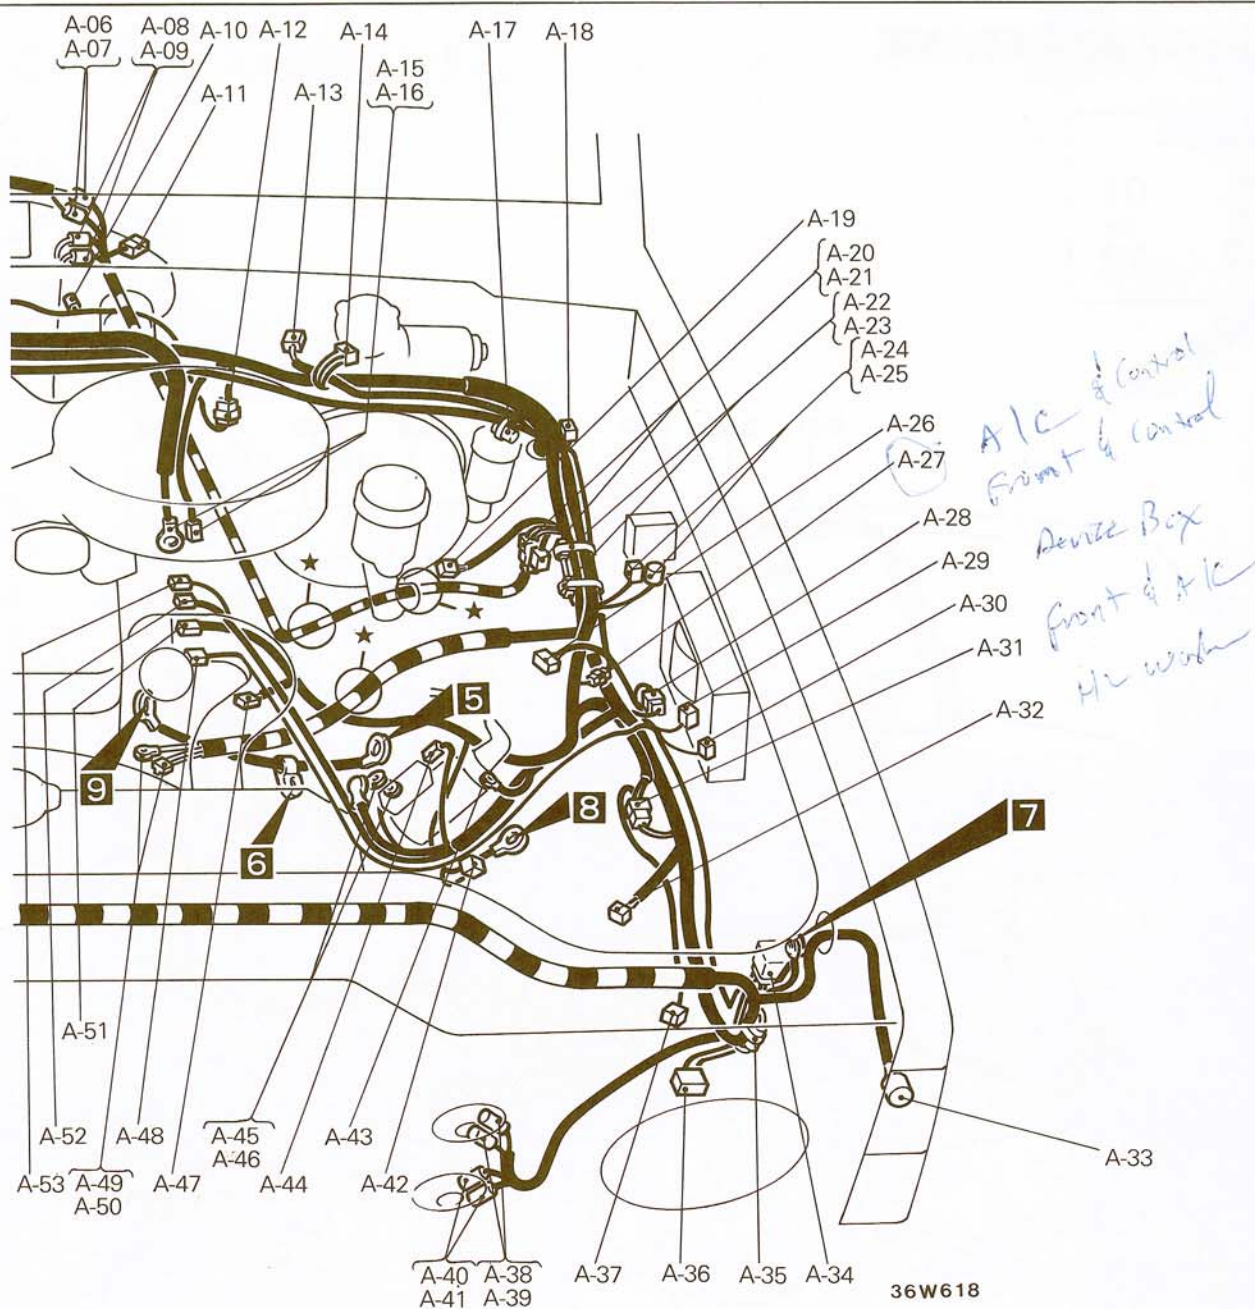 A-06 A-08 A-10 A-12 A-14 A-17 A-18
A-07 A-09
A-15
A-11 A-13 A-16
A-19
A-20
A-21
A-22
A-23
A-24
A-25
A-26
A-27
A-28
A-29
A-30
A-31
A-32
A/C & Control
Front & Control
Device Box
Front & A/C
H/L wash
5
9
8
7
6
A-51
A-52 A-48 A-45 A-43
A-46
A-53 A-49 A-47 A-44 A-42
A-50
A-33
A-40 A-38 A-37 A-36 A-35 A-34
A-41 A-39
36W618